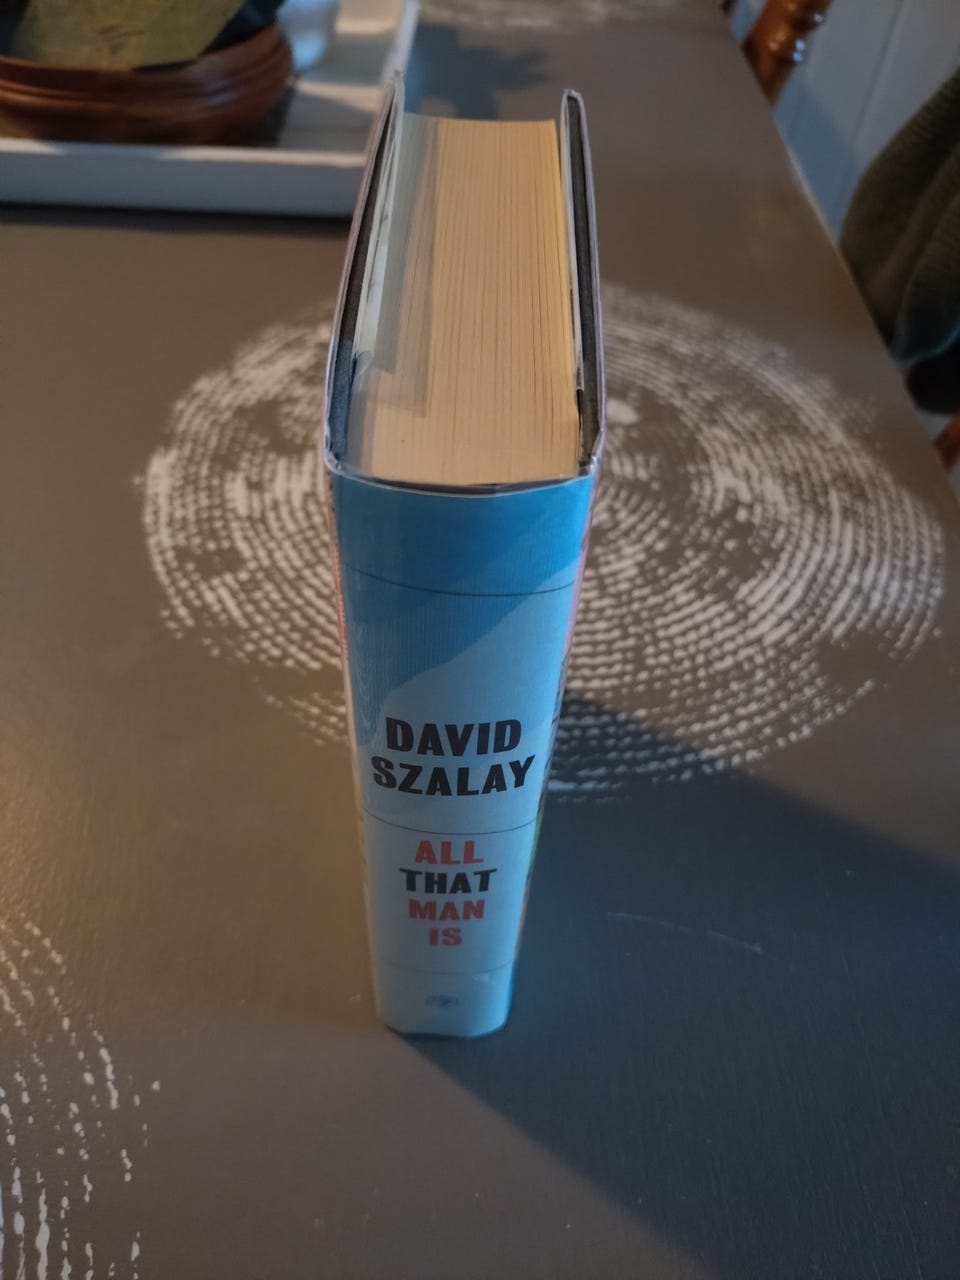 DAVID
SZALAY
ALL
THAT
MAN
IS